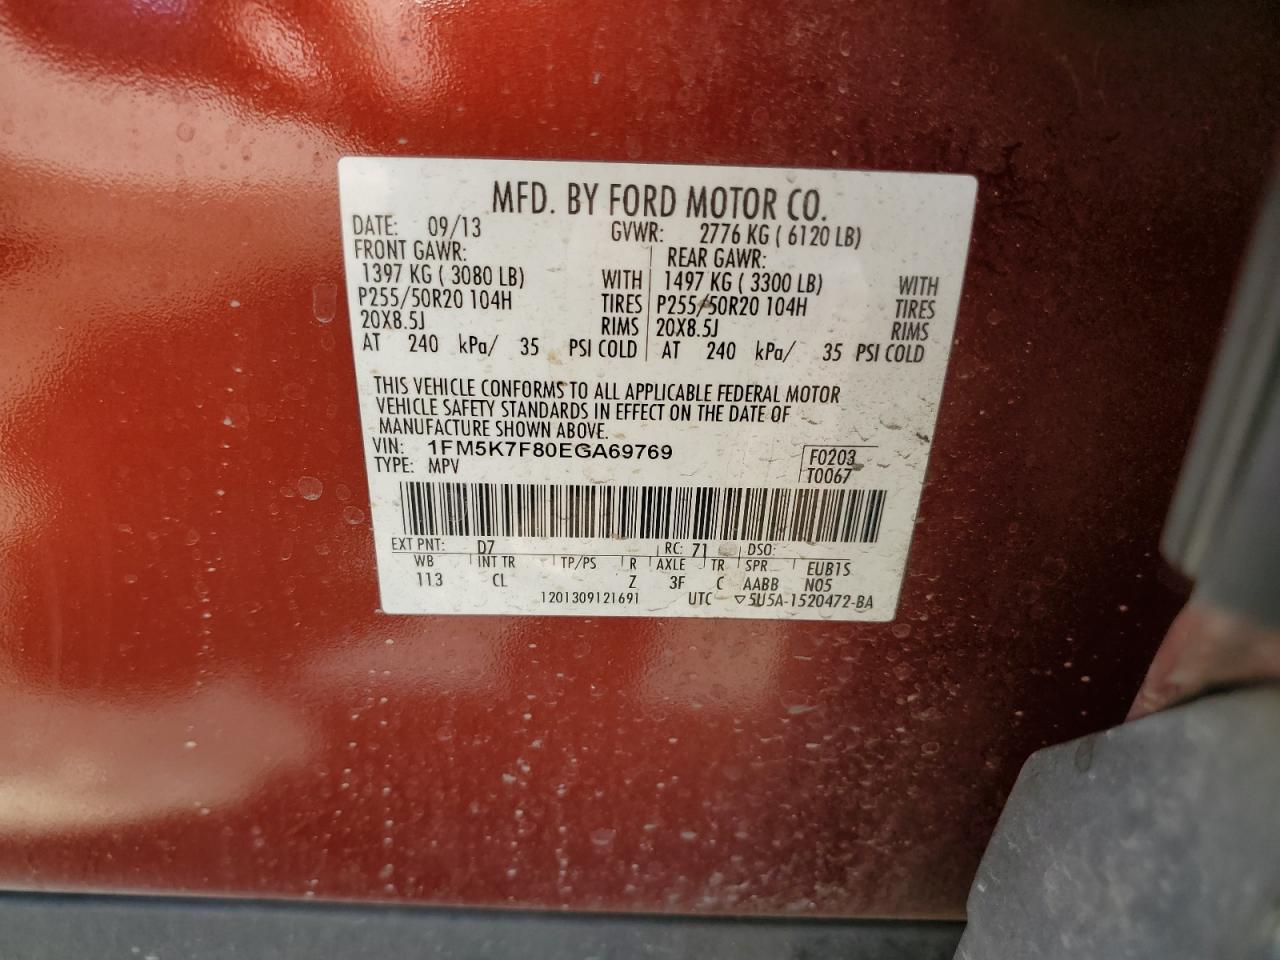 MFD. BY FORD MOTOR CO.
DATE: 09/13 GVWR: 2776 KG ( 6120 LB)
FRONT GAWR: REAR GAWR:
1397 KG ( 3080 LB) WITH 1497 KG ( 3300 LB) WITH
P255/50R20 104H TIRES P255/50R20 104H TIRES
20X8.5J RIMS 20X8.5J RIMS
AT 240 kPa/ 35 PSI COLD AT 240 kPa/ 35 PSI COLD
THIS VEHICLE CONFORMS TO ALL APPLICABLE FEDERAL MOTOR
VEHICLE SAFETY STANDARDS IN EFFECT ON THE DATE OF
MANUFACTURE SHOWN ABOVE.
VIN: 1FM5K7F80EGA69769 F0203
TYPE: MPV T0067
EXT PNT: D7 RC: 71 DSO:
WB INT TR TP/PS R AXLE TR SPR EUB1S
113 CL Z 3F C AABB N05
1201309121691 UTC ▽5U5A-1520472-BA